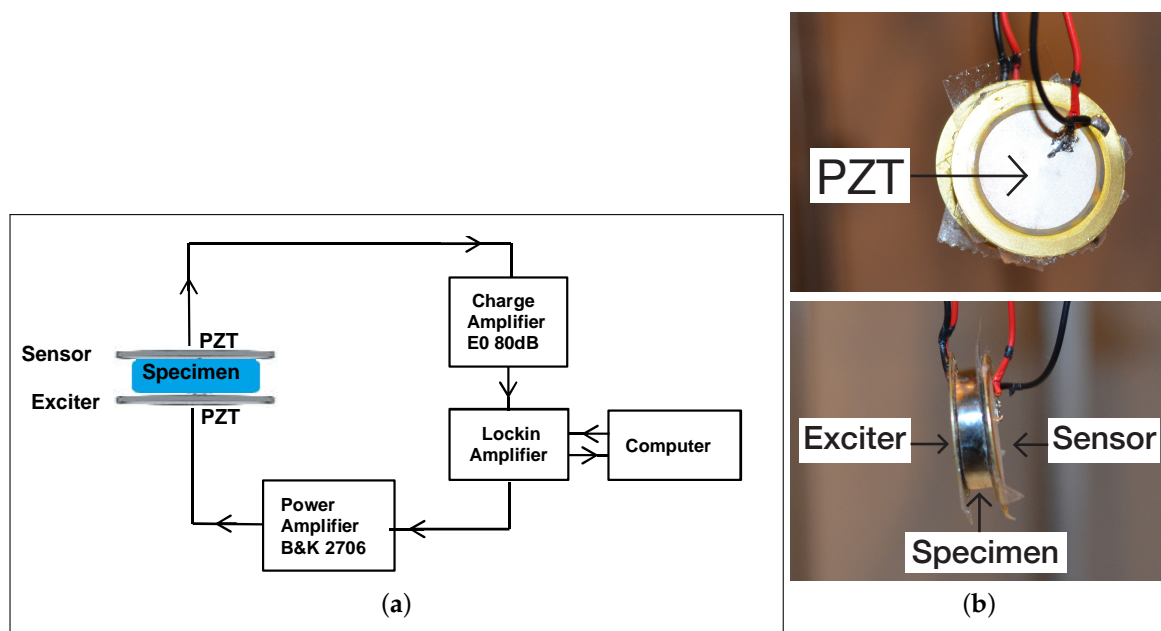 PZT
Sensor
Specimen
Exciter
PZT
Charge
Amplifier
E0 80dB
Lockin
Amplifier
Computer
Power
Amplifier
B&K 2706
(a)
PZT
Exciter
Sensor
Specimen
(b)